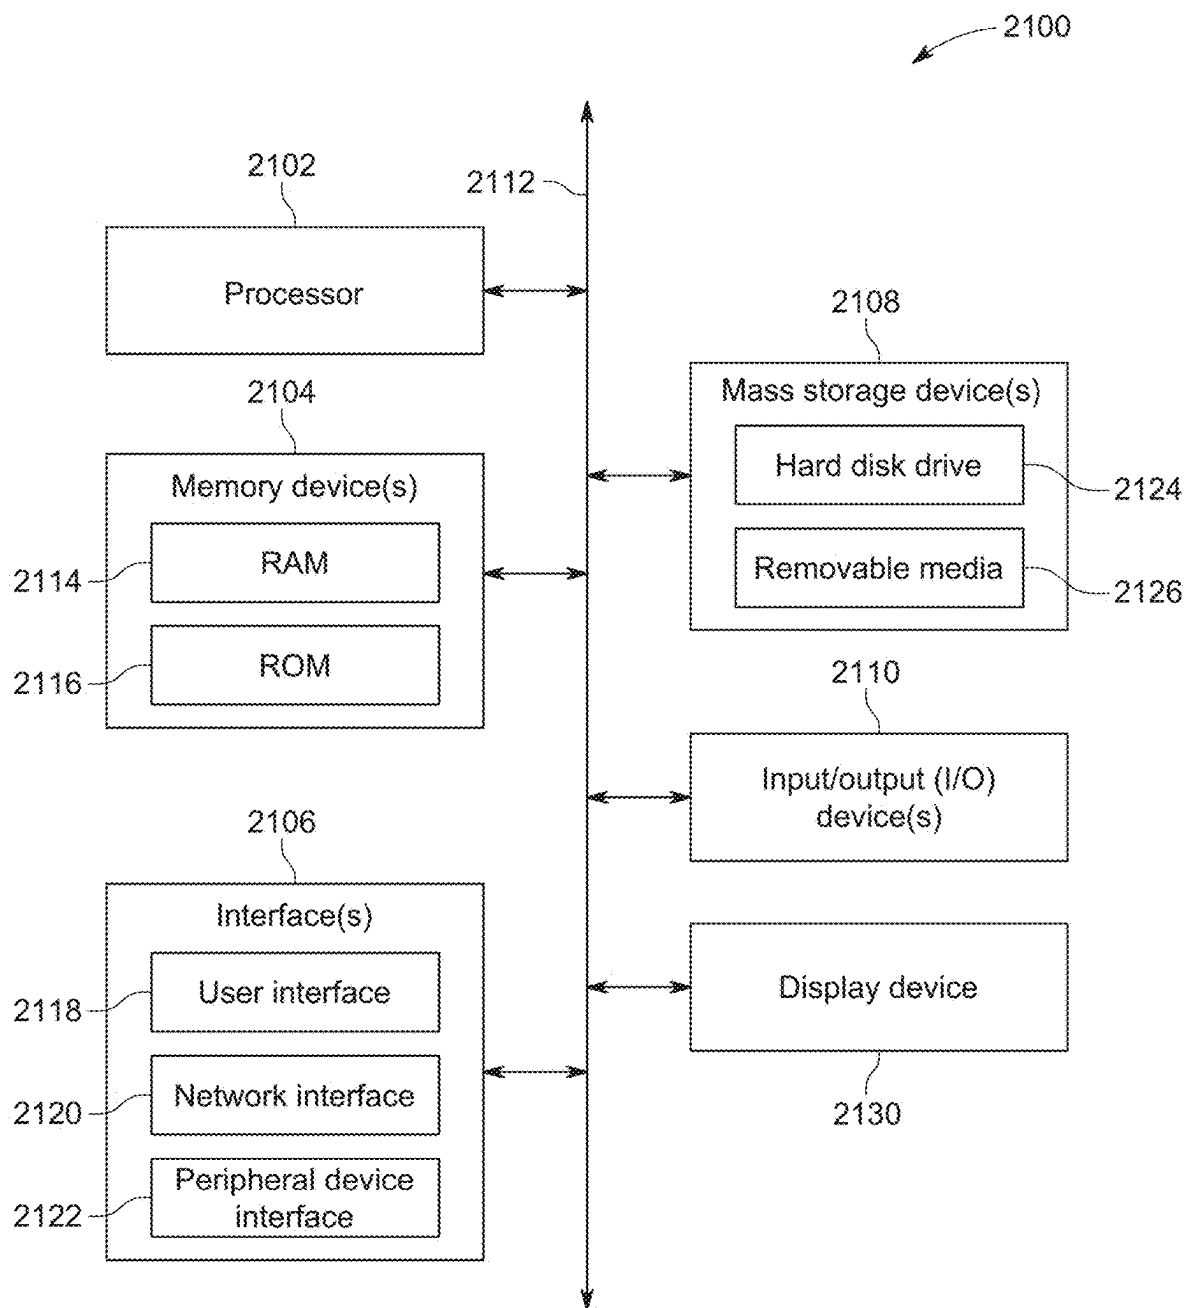 2100
2102
2112
Processor
2108
2104
Mass storage device(s)
Hard disk drive
2124
Memory device(s)
RAM
2114
Removable media
2126
ROM
2116
2110
Input/output (I/O)
device(s)
2106
Interface(s)
User interface
2118
Display device
Network interface
2120
2130
Peripheral device
interface
2122